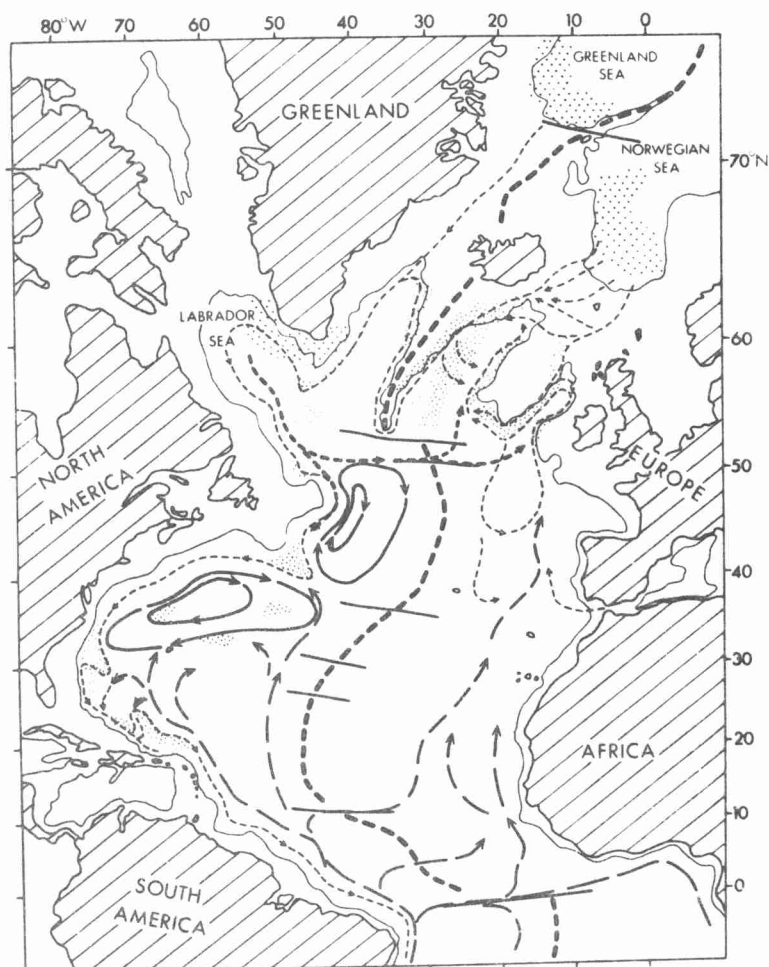 80°W 70 60 50 40 30 20 10 0
GREENLAND
SEA
GREENLAND
NORWEGIAN
SEA
70°N
LABRADOR
SEA
60
NORTH
AMERICA
EUROPE
50
40
30
AFRICA
20
10
SOUTH
AMERICA
0